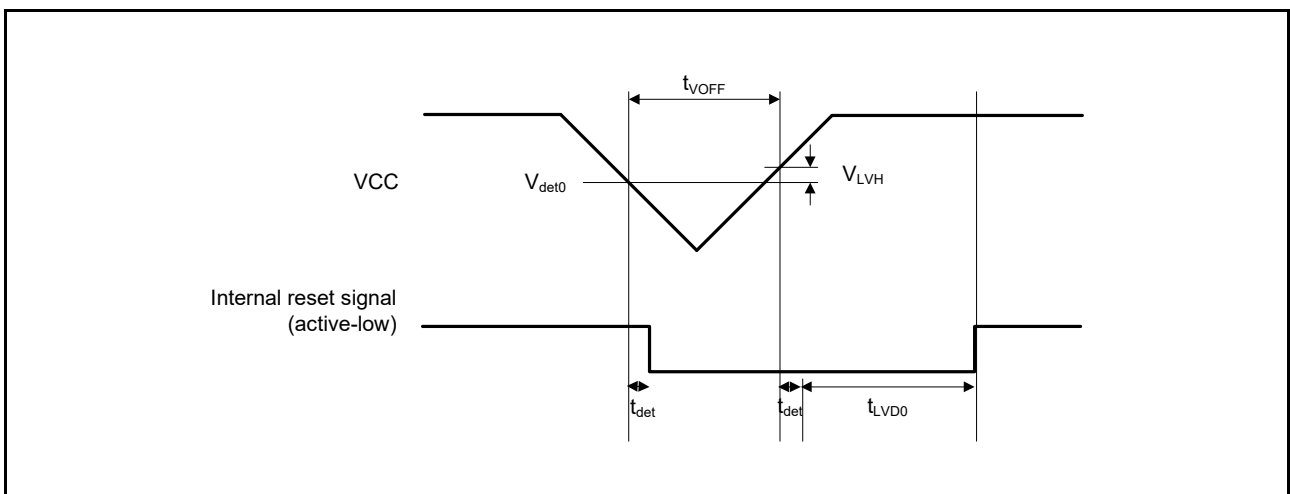 tVOFF
VCC
Vdet0
VLVH
Internal reset signal
(active-low)
tdet
tdet
tLVD0